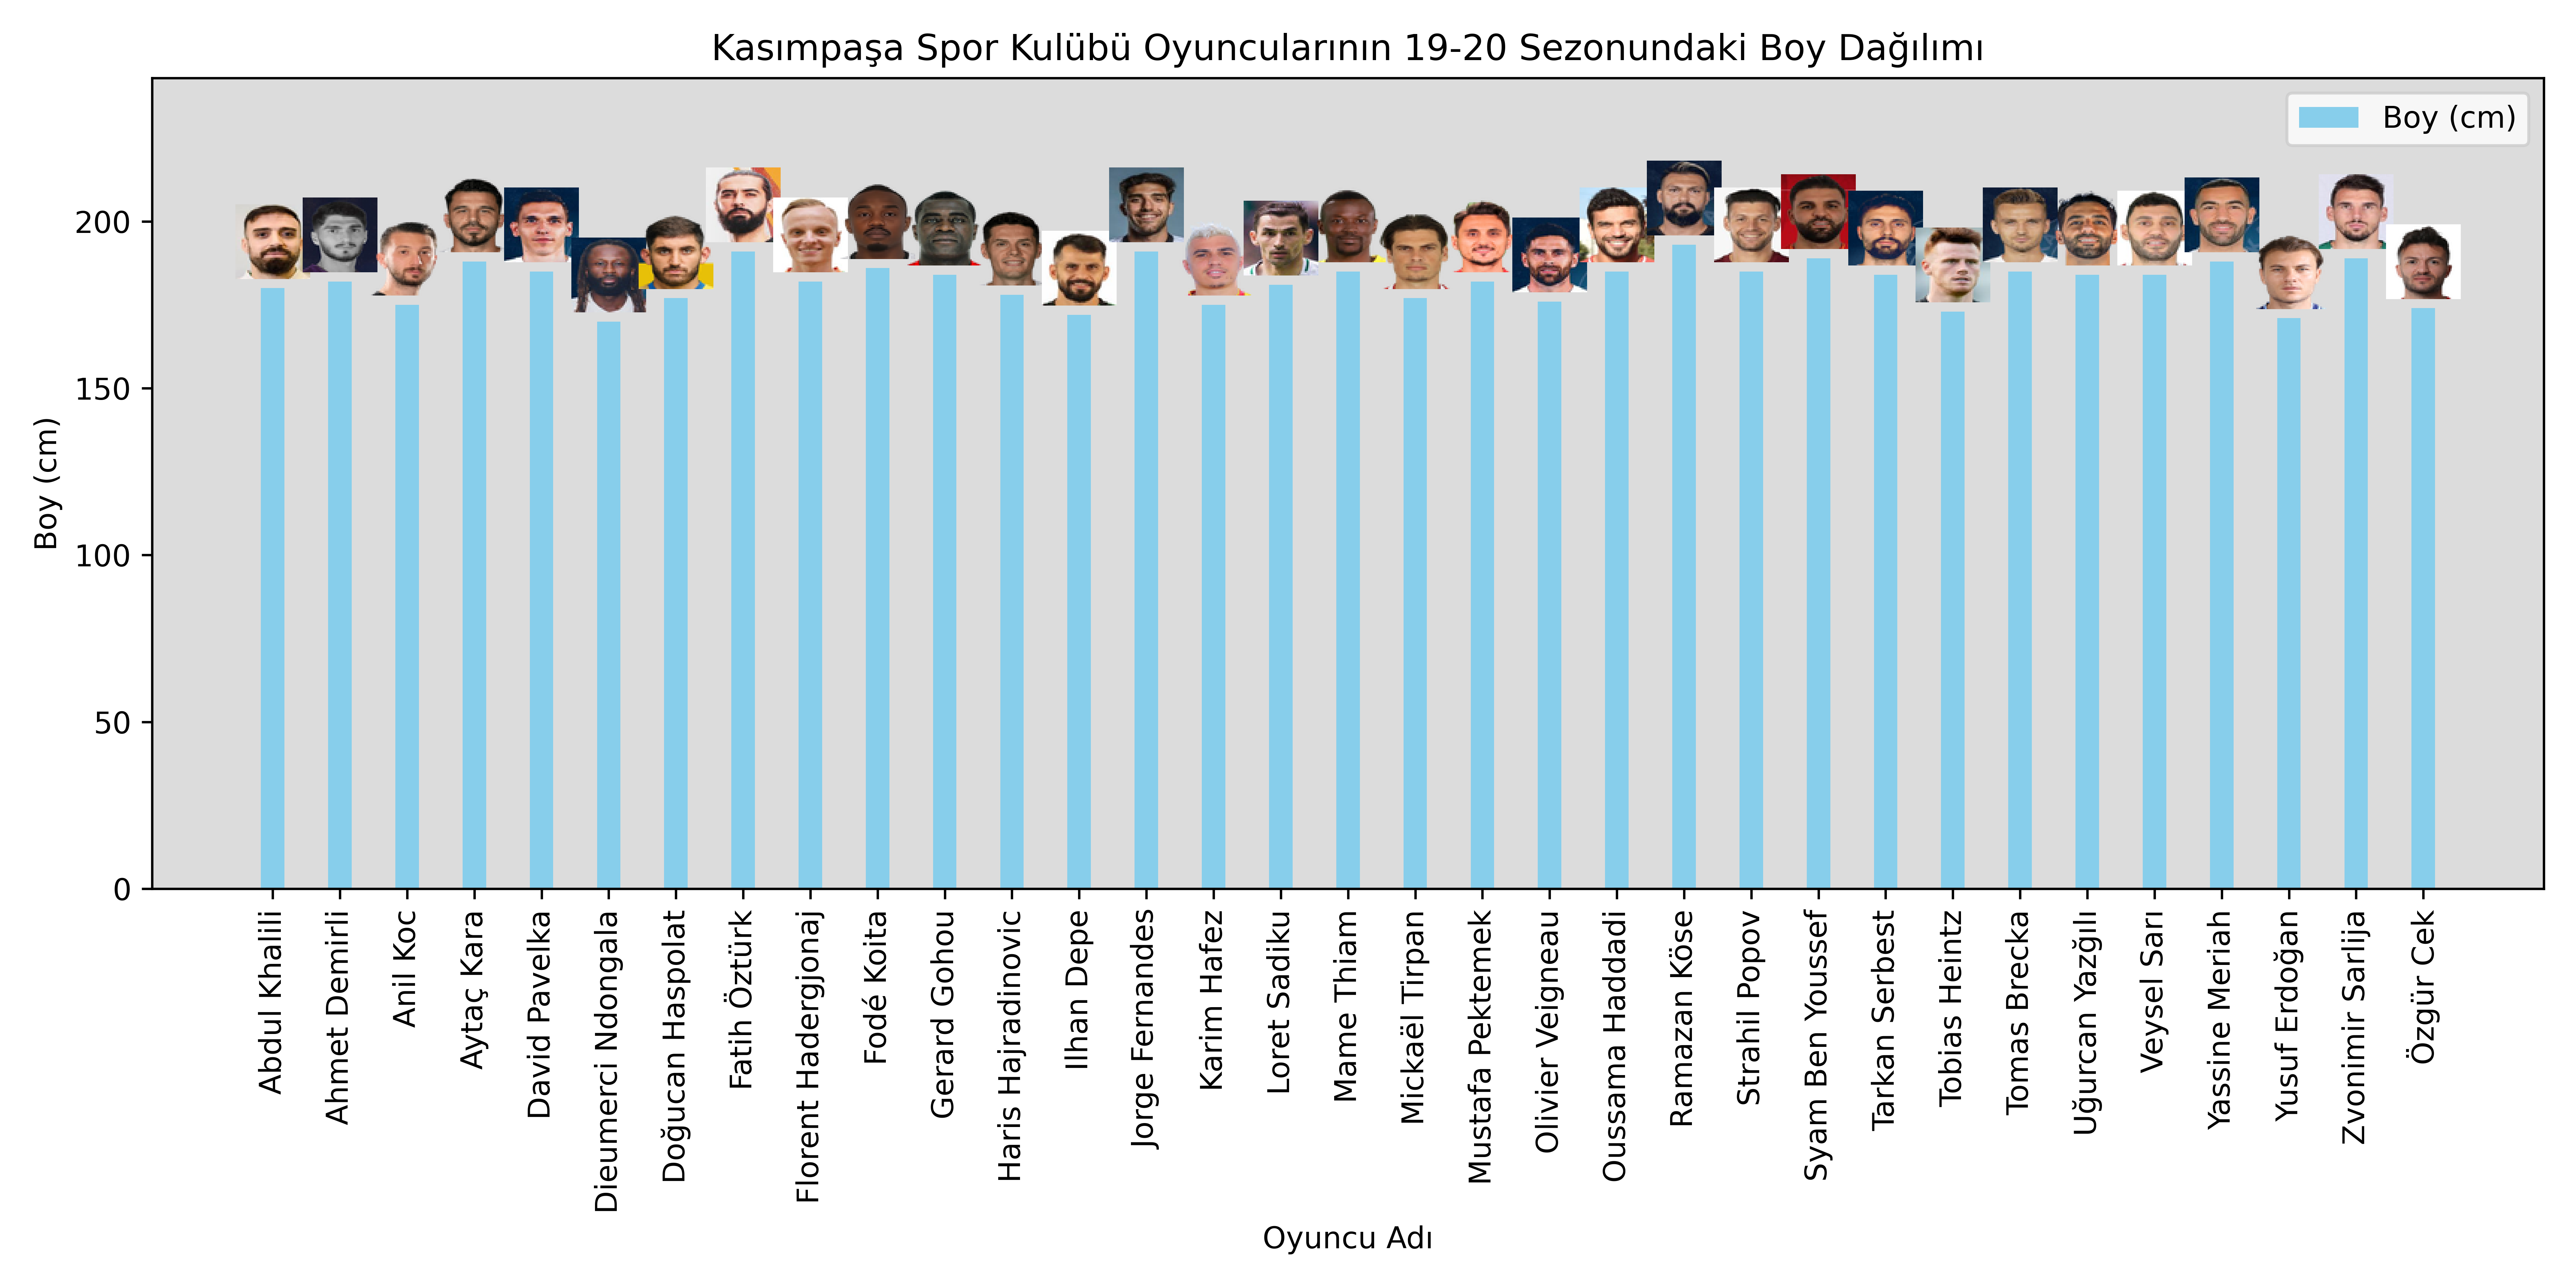 Kasımpaşa Spor Kulübü Oyuncularının 19-20 Sezonundaki Boy Dağılımı
Boy (cm)
200
150
100
50
0
Boy (cm)
Abdul Khalili
Ahmet Demirli
Anil Koc
Aytaç Kara
David Pavelka
Dieumerci Ndongala
Doğucan Haspolat
Fatih Öztürk
Florent Hadergjonaj
Fodé Koita
Gerard Gohou
Haris Hajradinovic
Ilhan Depe
Jorge Fernandes
Karim Hafez
Loret Sadiku
Mame Thiam
Mickaël Tirpan
Mustafa Pektemek
Olivier Veigneau
Oussama Haddadi
Ramazan Köse
Strahil Popov
Syam Ben Youssef
Tarkan Serbest
Tobias Heintz
Tomas Brecka
Uğurcan Yazğılı
Veysel Sarı
Yassine Meriah
Yusuf Erdoğan
Zvonimir Sarlija
Özgür Cek
Oyuncu Adı